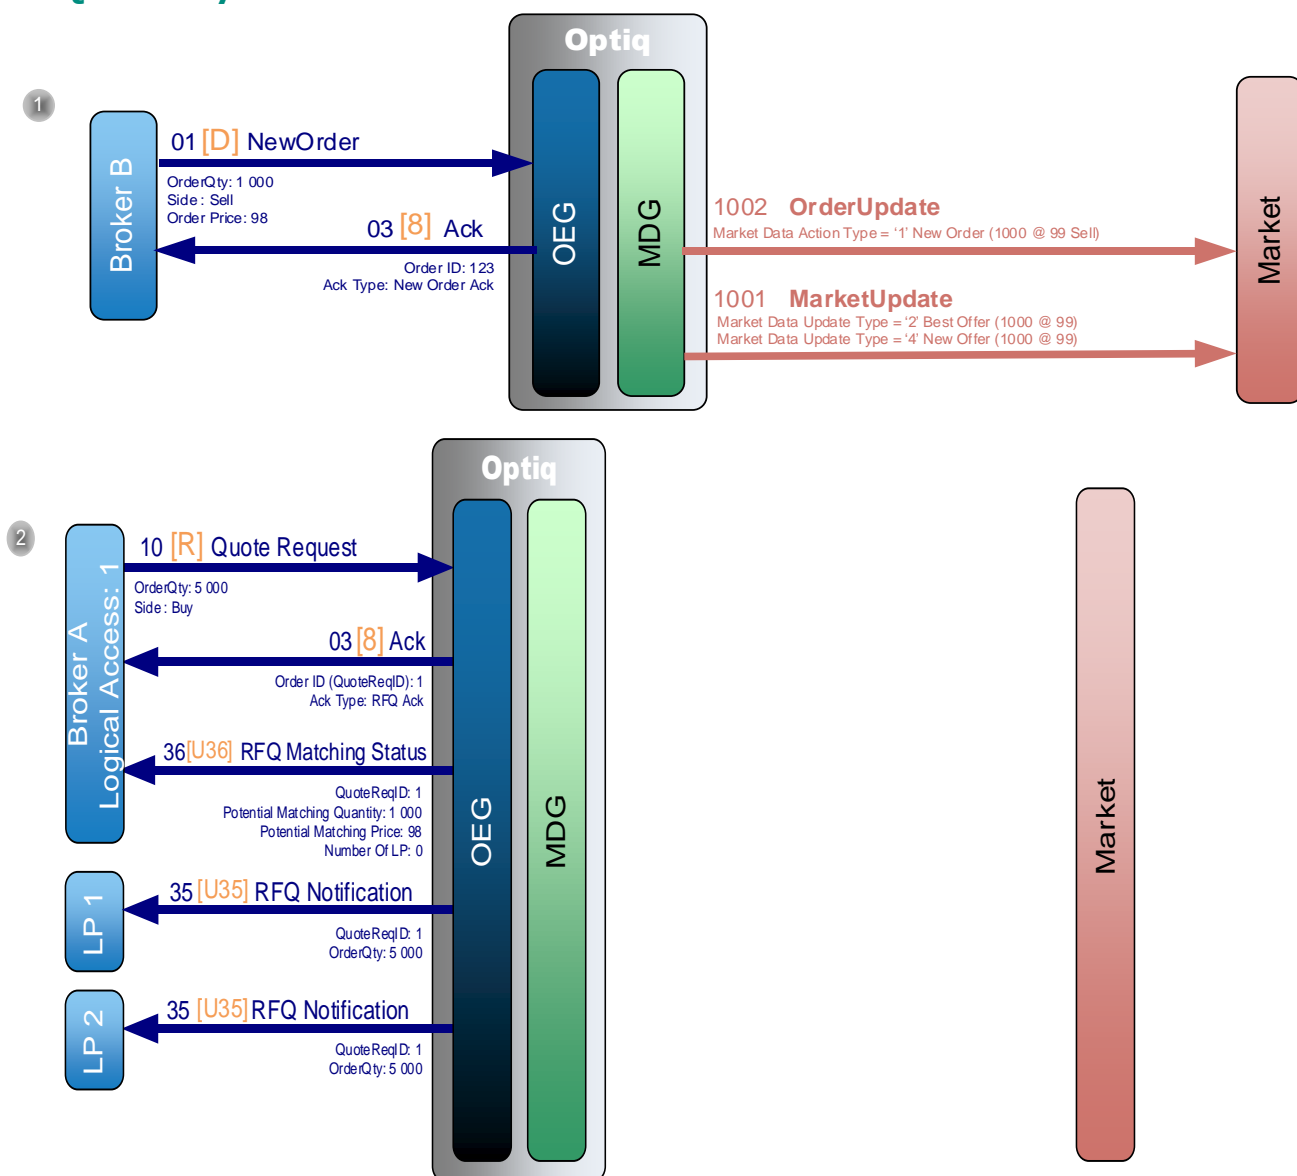 Optiq
1
01 [D] NewOrder
OrderQty: 1 000
Side : Sell
Order Price: 98
03 [8] Ack
Order ID: 123
Ack Type: New Order Ack
Broker B
OEG
MDG
1002 OrderUpdate
Market Data Action Type = ‘1’ New Order (1000 @ 99 Sell)
1001 MarketUpdate
Market Data Update Type = ‘2’ Best Offer (1000 @ 99)
Market Data Update Type = ‘4’ New Offer (1000 @ 99)
Market
Optiq
2
10 [R] Quote Request
OrderQty: 5 000
Side : Buy
03 [8] Ack
Order ID (QuoteReqID): 1
Ack Type: RFQ Ack
Broker A
Logical Access: 1
36 [U36] RFQ Matching Status
QuoteReqID: 1
Potential Matching Quantity: 1 000
Potential Matching Price: 98
Number Of LP: 0
OEG
MDG
Market
LP 1
35 [U35] RFQ Notification
QuoteReqID: 1
OrderQty: 5 000
LP 2
35 [U35] RFQ Notification
QuoteReqID: 1
OrderQty: 5 000